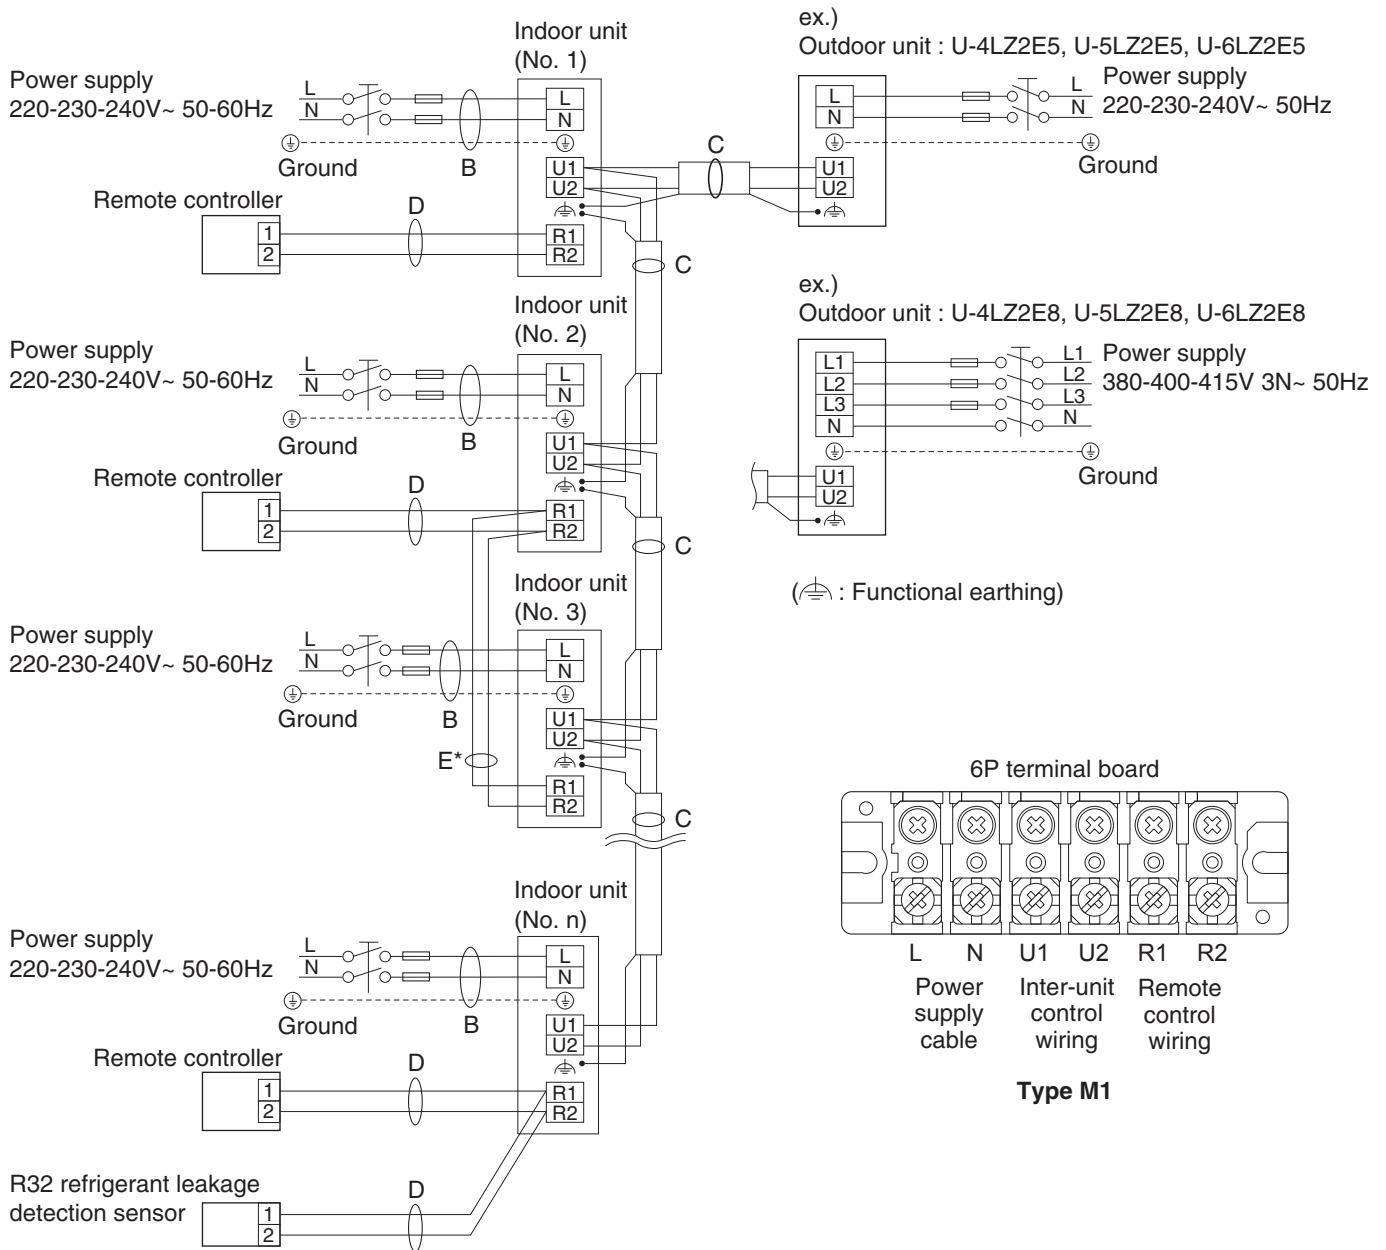 Indoor unit
(No. 1)
Power supply
220-230-240V~ 50-60Hz
L
N
Ground
B
L
N
U1
U2
Remote controller
1
2
D
R1
R2
C
C
ex.)
Outdoor unit : U-4LZ2E5, U-5LZ2E5, U-6LZ2E5
L
N
L
N
Power supply
220-230-240V~ 50Hz
Ground
U1
U2
Indoor unit
(No. 2)
Power supply
220-230-240V~ 50-60Hz
L
N
Ground
B
L
N
U1
U2
Remote controller
1
2
D
R1
R2
C
ex.)
Outdoor unit : U-4LZ2E8, U-5LZ2E8, U-6LZ2E8
L1
L2
L3
N
L1
L2
L3
N
Power supply
380-400-415V 3N~ 50Hz
Ground
U1
U2
( : Functional earthing)
Indoor unit
(No. 3)
Power supply
220-230-240V~ 50-60Hz
L
N
Ground
B
L
N
U1
U2
E*
R1
R2
C
Indoor unit
(No. n)
Power supply
220-230-240V~ 50-60Hz
L
N
Ground
B
L
N
U1
U2
Remote controller
1
2
D
R1
R2
R32 refrigerant leakage
detection sensor
1
2
D
6P terminal board
L N U1 U2 R1 R2
Power
supply
cable
Inter-unit
control
wiring
Remote
control
wiring
Type M1